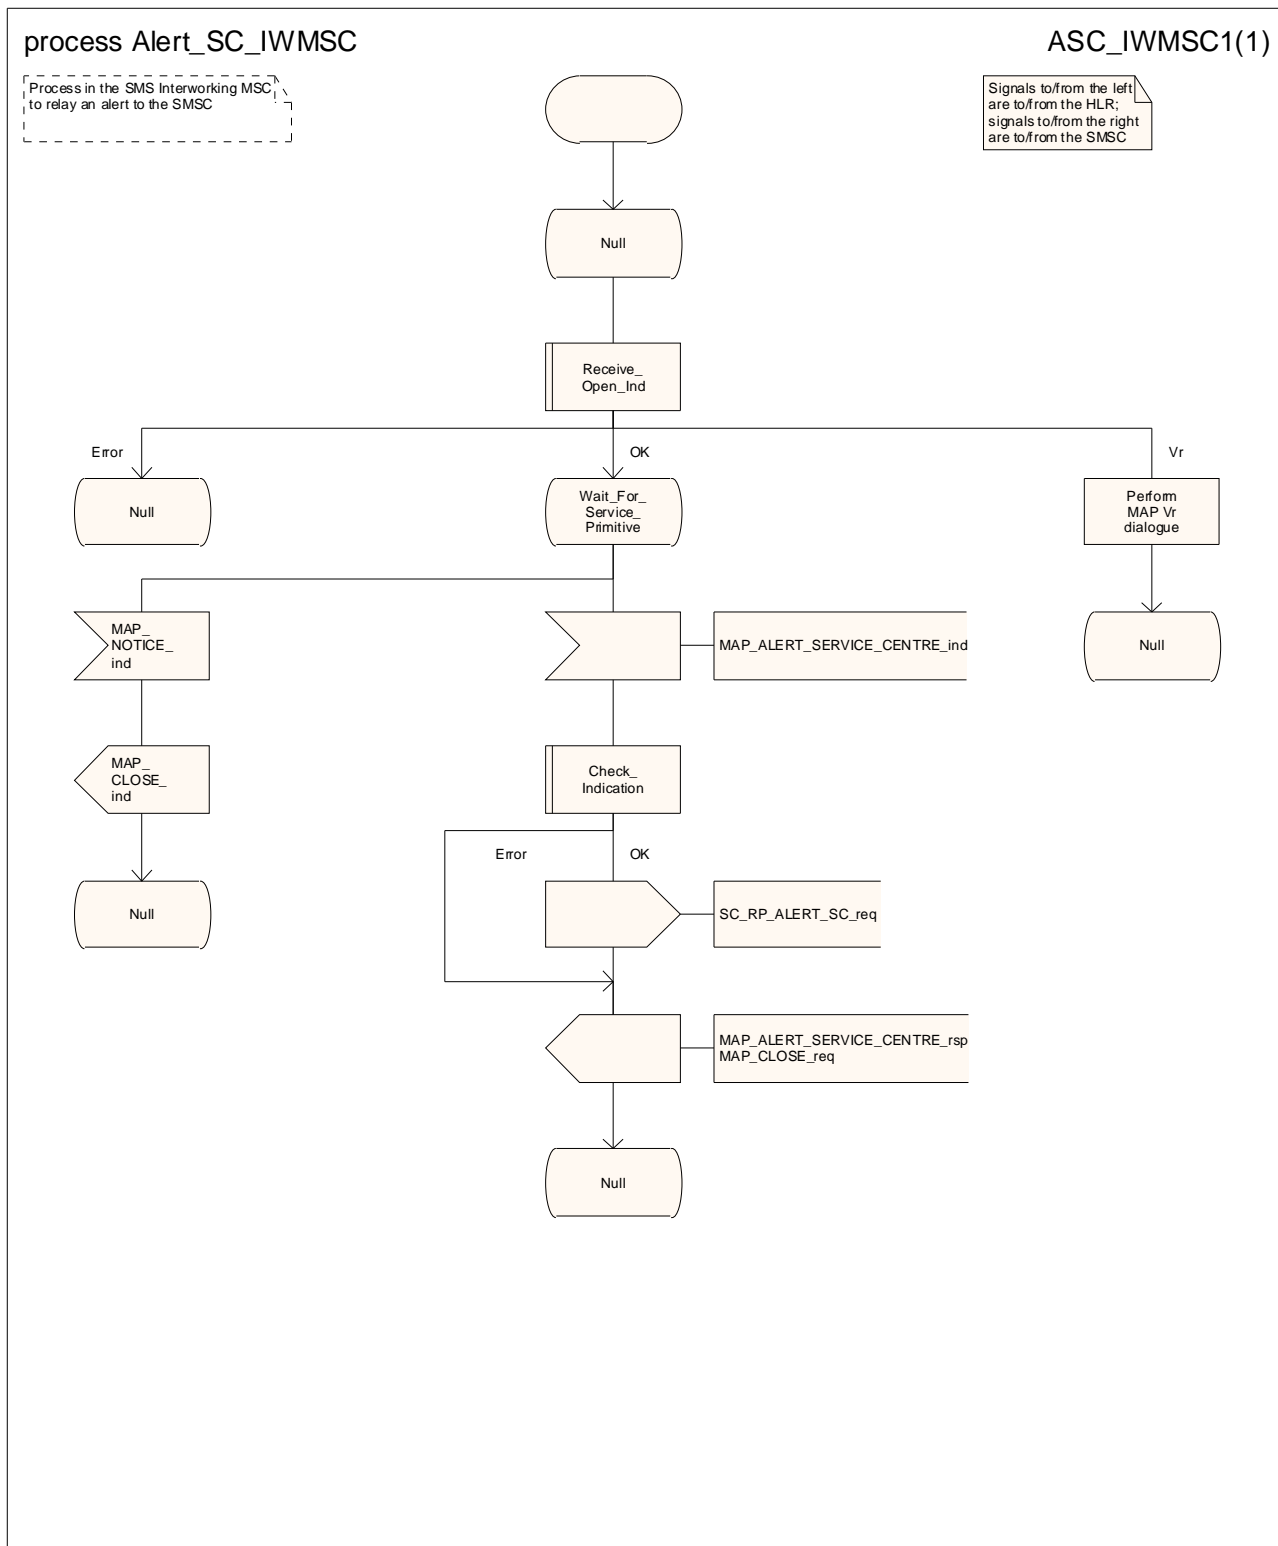 process Alert_SC_IWMSC
ASC_IWMSC1(1)
Process in the SMS Interworking MSC
to relay an alert to the SMSC
Signals to/from the left
are to/from the HLR;
signals to/from the right
are to/from the SMSC
Null
Receive_
Open_Ind
Error
OK
Vr
Null
Wait_For_
Service_
Primitive
Perform
MAP Vr
dialogue
MAP_
NOTICE_
ind
MAP_ALERT_SERVICE_CENTRE_ind
Null
MAP_
CLOSE_
ind
Check_
Indication
Error
OK
Null
SC_RP_ALERT_SC_req
MAP_ALERT_SERVICE_CENTRE_rsp
MAP_CLOSE_req
Null